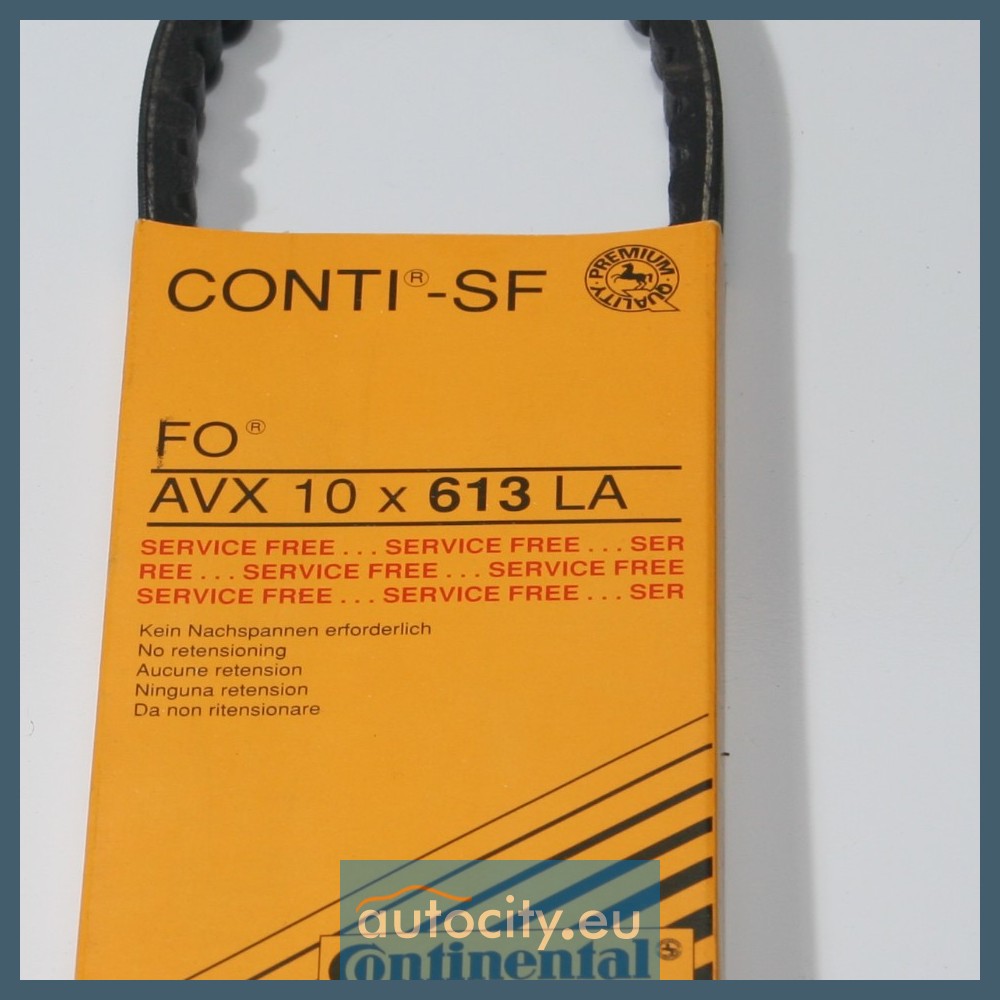 CONTI®-SF
PREMIUM · QUALITY ·
FO®
AVX 10 x 613 LA
SERVICE FREE ... SERVICE FREE ... SER
REE ... SERVICE FREE ... SERVICE FREE
SERVICE FREE ... SERVICE FREE ... SER
Kein Nachspannen erforderlich
No retensioning
Aucune retension
Ninguna retension
Da non ritensionare
autocity.eu
Continental